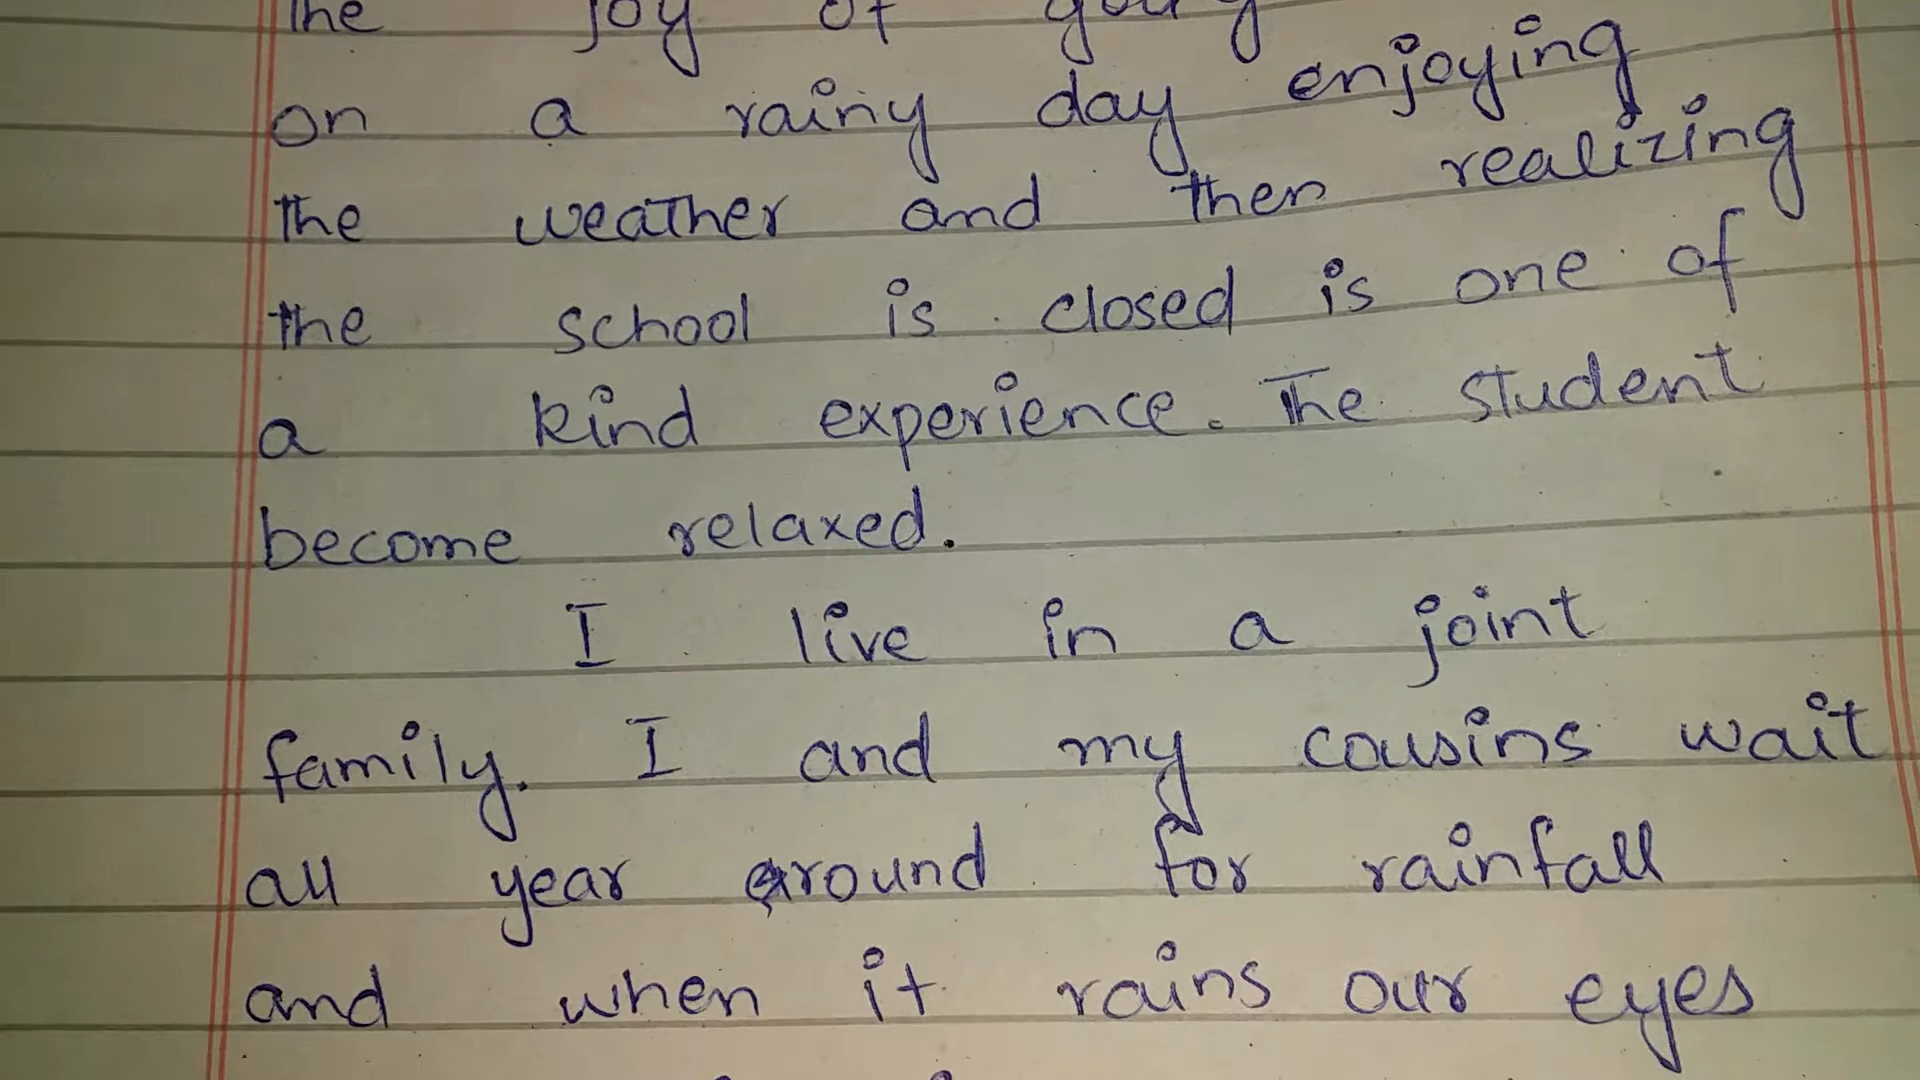 The joy of going
on a rainy day enjoying
the weather and then realizing
the school is closed is one of
a kind experience. The student
become relaxed.
I live in a joint
family. I and my cousins wait
all year around for rainfall
and when it rains our eyes